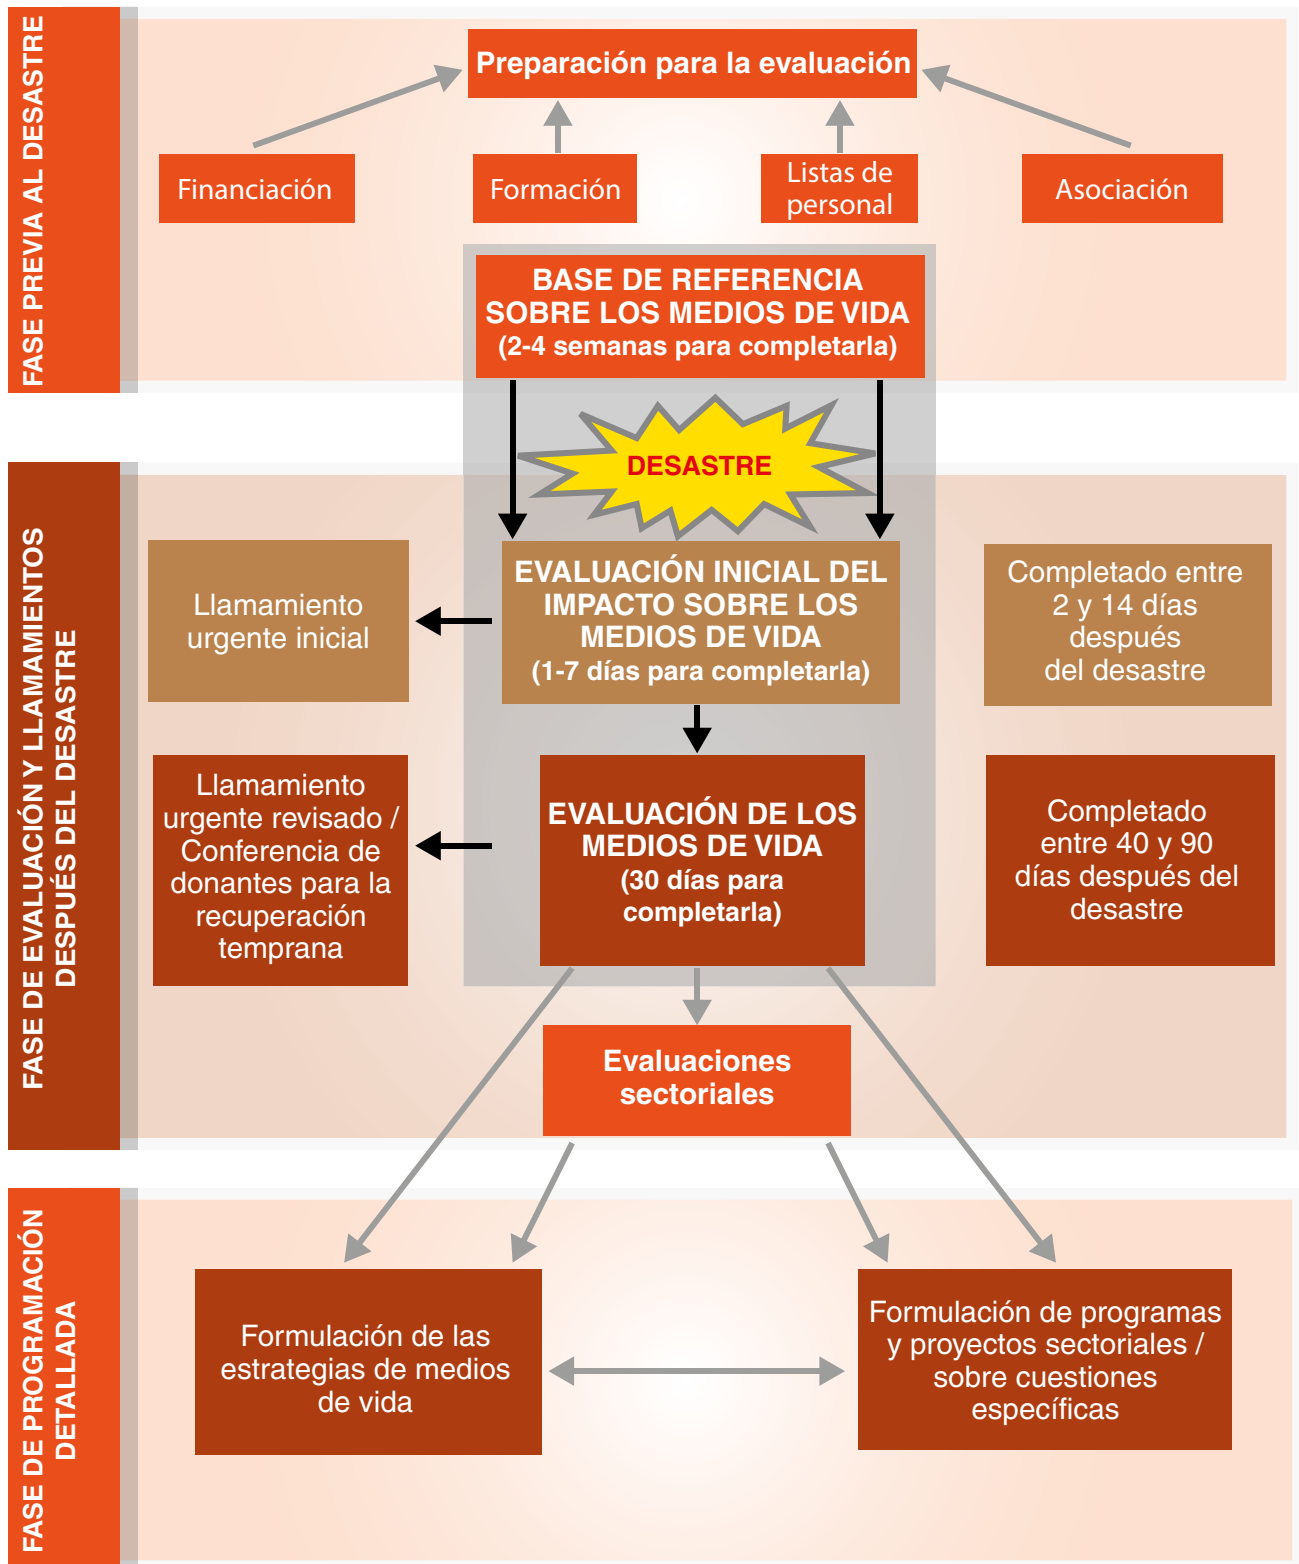 FASE PREVIA AL DESASTRE
Preparación para la evaluación
Financiación
Formación
Listas de
personal
Asociación
BASE DE REFERENCIA
SOBRE LOS MEDIOS DE VIDA
(2-4 semanas para completarla)
DESASTRE
FASE DE EVALUACIÓN Y LLAMAMIENTOS
DESPUÉS DEL DESASTRE
Llamamiento
urgente inicial
EVALUACIÓN INICIAL DEL
IMPACTO SOBRE LOS
MEDIOS DE VIDA
(1-7 días para completarla)
Completado entre
2 y 14 días
después
del desastre
Llamamiento
urgente revisado /
Conferencia de
donantes para la
recuperación
temprana
EVALUACIÓN DE LOS
MEDIOS DE VIDA
(30 días para
completarla)
Completado
entre 40 y 90
días después del
desastre
Evaluaciones
sectoriales
FASE DE PROGRAMACIÓN
DETALLADA
Formulación de las
estrategias de medios
de vida
Formulación de programas
y proyectos sectoriales /
sobre cuestiones
específicas